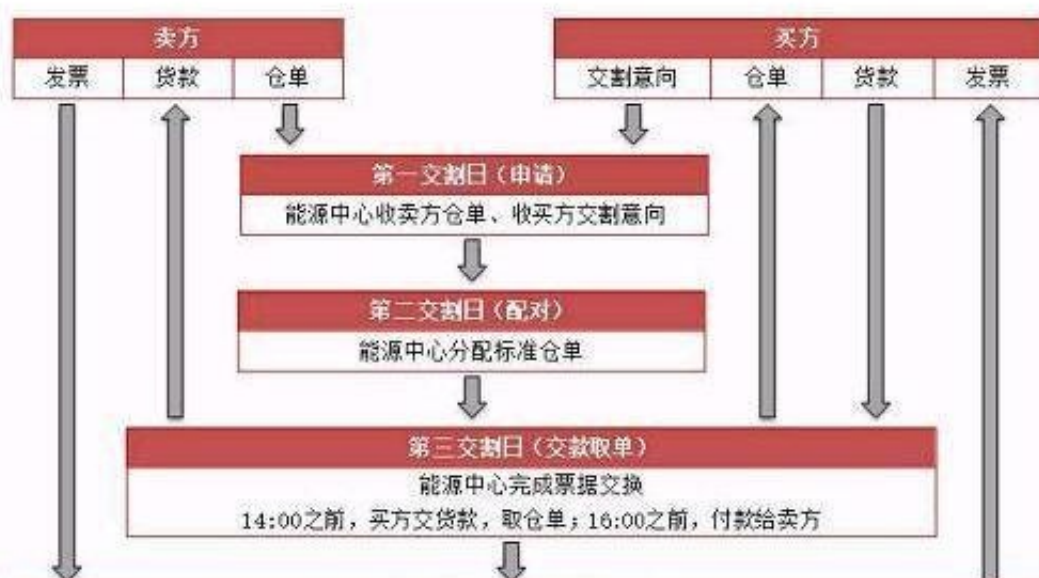 卖方
发票 货款 仓单
买方
交割意向 仓单 货款 发票
第一交割日（申请）
能源中心收卖方仓单、收买方交割意向
第二交割日（配对）
能源中心分配标准仓单
第三交割日（交款取单）
能源中心完成票据交换
14:00之前，买方交货款，取仓单；16:00之前，付款给卖方